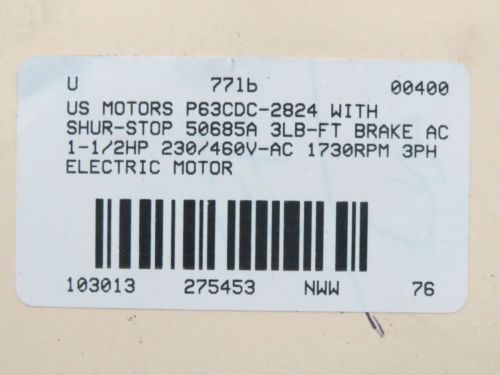 U 771b 00400
US MOTORS P63CDC-2824 WITH
SHUR-STOP 50685A 3LB-FT BRAKE AC
1-1/2HP 230/460V-AC 1730RPM 3PH
ELECTRIC MOTOR
103013 275453 NWW 76